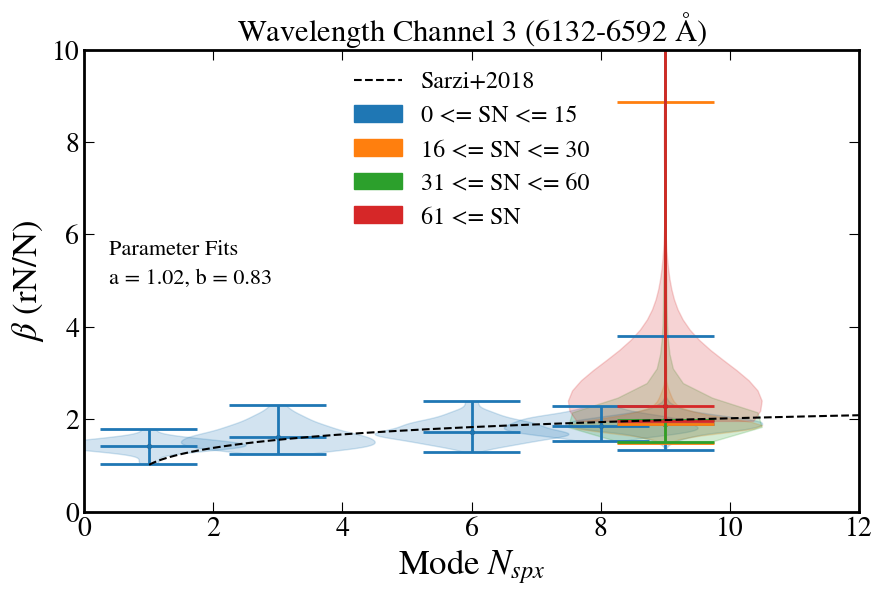 Wavelength Channel 3 (6132-6592 Å)
10
8
6
4
2
0
β (rN/N)
Sarzi+2018
0 <= SN <= 15
16 <= SN <= 30
31 <= SN <= 60
61 <= SN
Parameter Fits
a = 1.02, b = 0.83
0 2 4 6 8 10 12
Mode N_{spx}